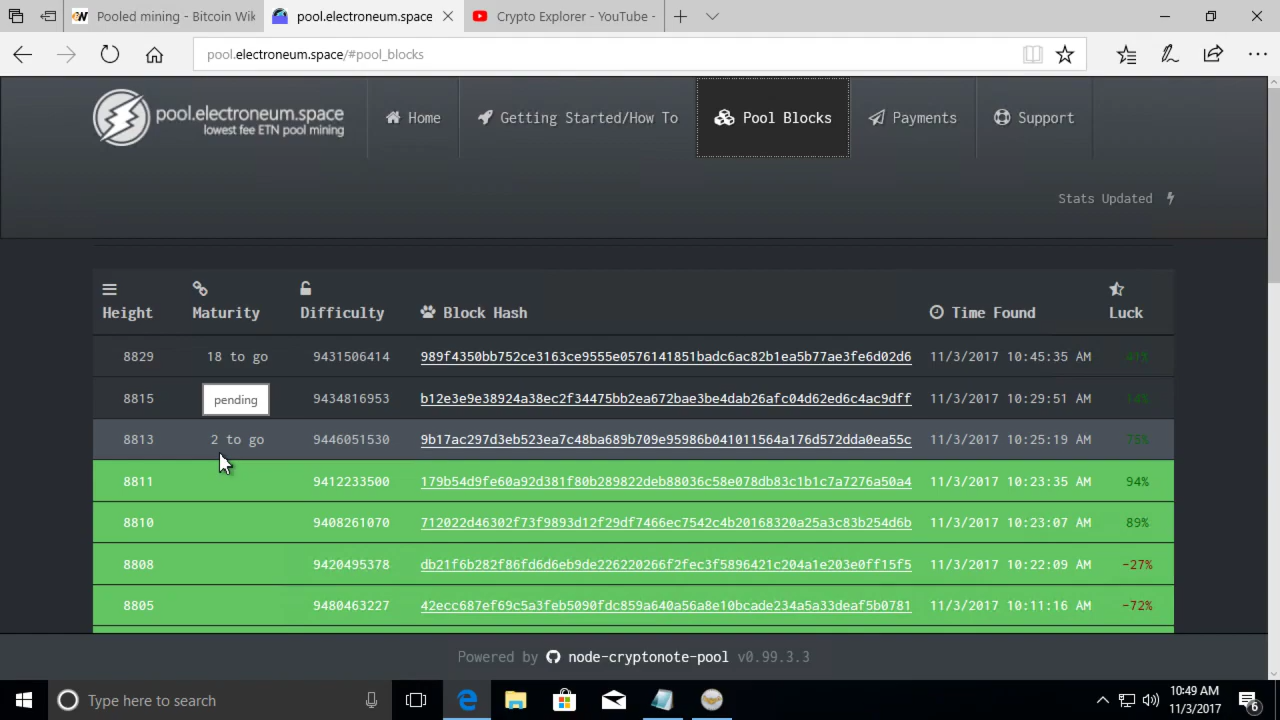 Pooled mining - Bitcoin Wik
pool.electroneum.space
Crypto Explorer - YouTube -
pool.electroneum.space/#pool_blocks
pool.electroneum.space
lowest fee ETN pool mining
Home
Getting Started/How To
Pool Blocks
Payments
Support
Stats Updated
Height Maturity Difficulty Block Hash Time Found Luck
8829 18 to go 9431506414 989f4350bb752ce3163ce9555e0576141851badc6ac82b1ea5b77ae3fe6d02d6 11/3/2017 10:45:35 AM 41%
8815 pending 9434816953 b12e3e9e38924a38ec2f34475bb2ea672bae3be4dab26afc04d62ed6c4ac9dff 11/3/2017 10:29:51 AM 14%
8813 2 to go 9446051530 9b17ac297d3eb523ea7c48ba689b709e95986b041011564a176d572dda0ea55c 11/3/2017 10:25:19 AM 75%
8811 9412233500 179b54d9fe60a92d381f80b289822deb88036c58e078db83c1b1c7a7276a50a4 11/3/2017 10:23:35 AM 94%
8810 9408261070 712022d46302f73f9893d12f29df7466ec7542c4b20168320a25a3c83b254d6b 11/3/2017 10:23:07 AM 89%
8808 9420495378 db21f6b282f86fd6d6eb9de226220266f2fec3f5896421c204a1e203e0ff15f5 11/3/2017 10:22:09 AM -27%
8805 9480463227 42ecc687ef69c5a3feb5090fdc859a640a56a8e10bcade234a5a33deaf5b0781 11/3/2017 10:11:16 AM -72%
Powered by node-cryptonote-pool v0.99.3.3
Type here to search
10:49 AM
11/3/2017
6